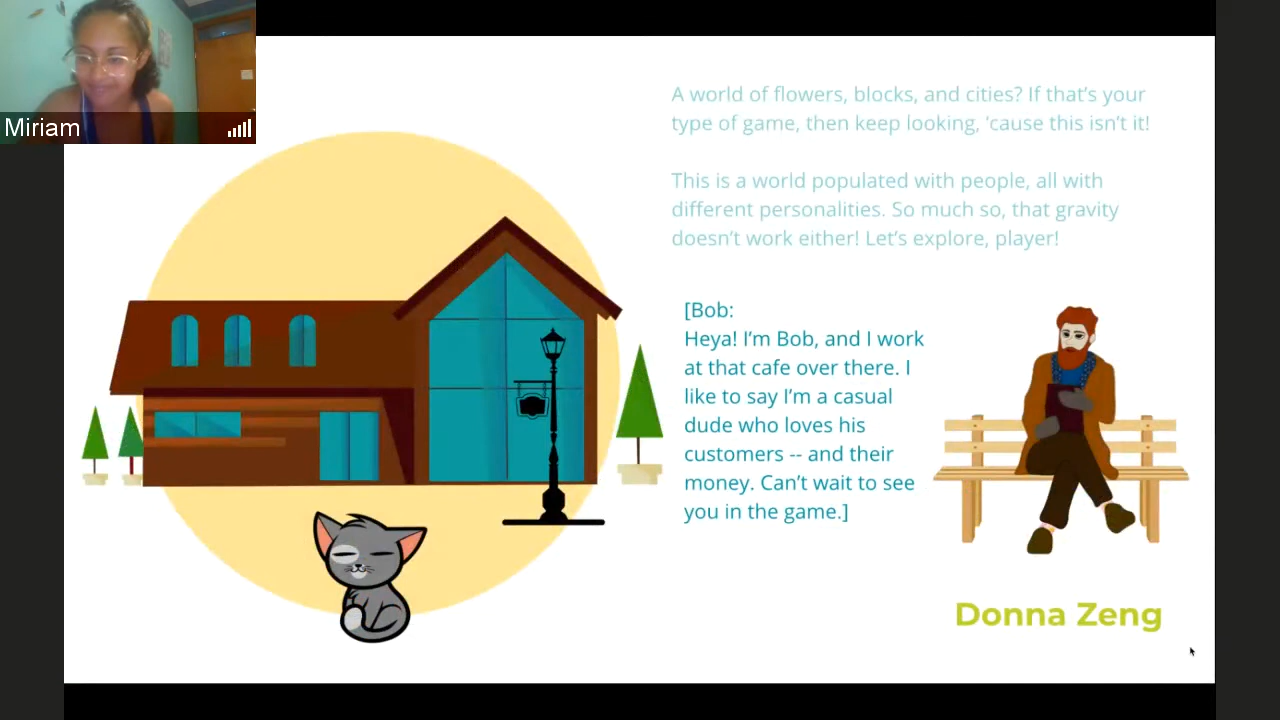 Miriam
A world of flowers, blocks, and cities? If that’s your
type of game, then keep looking, ‘cause this isn’t it!
This is a world populated with people, all with
different personalities. So much so, that gravity
doesn’t work either! Let’s explore, player!
[Bob:
Heya! I’m Bob, and I work
at that cafe over there. I
like to say I’m a casual
dude who loves his
customers -- and their
money. Can’t wait to see
you in the game.]
Donna Zeng